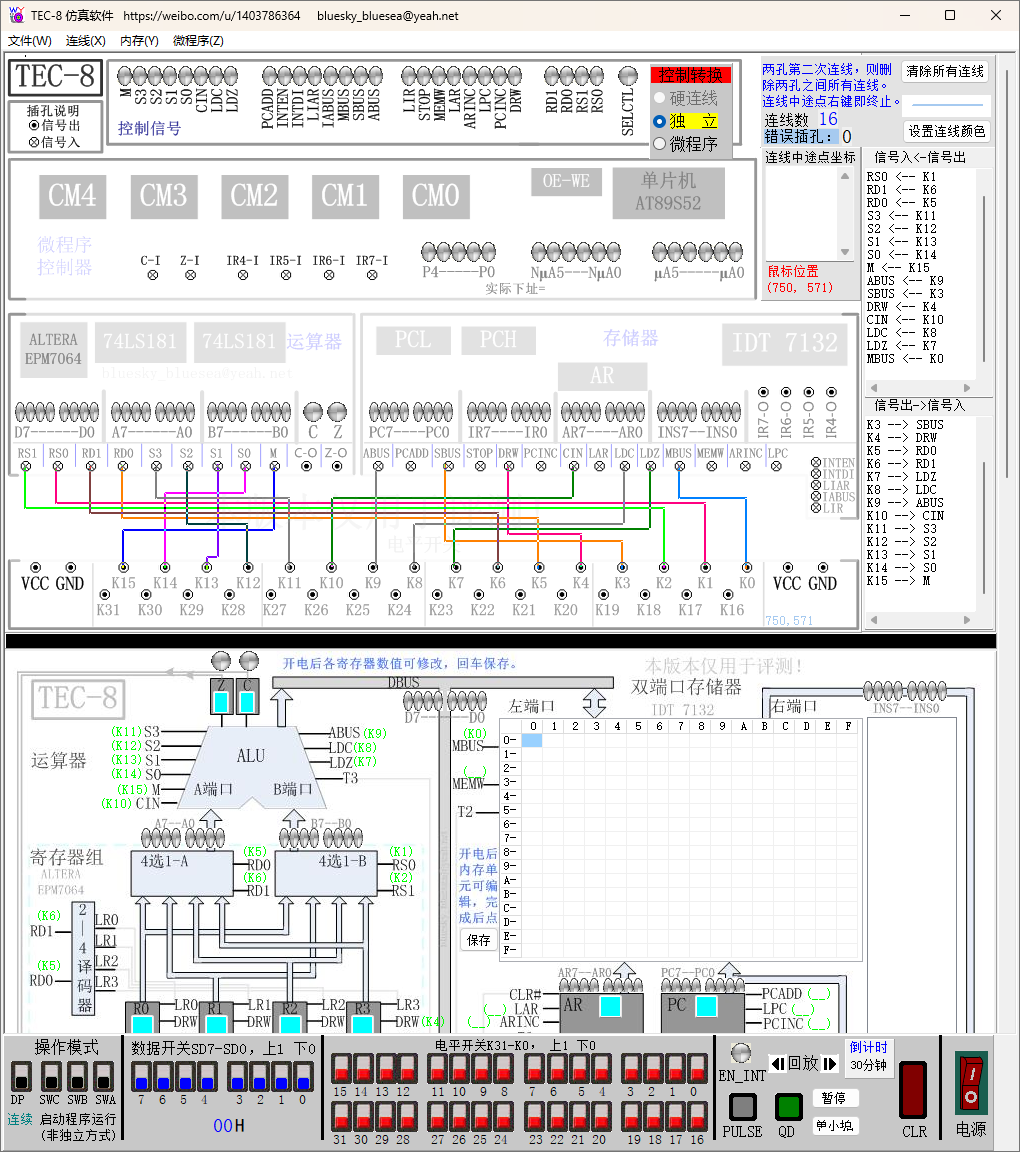 TEC-8 仿真软件 https://weibo.com/u/1403786364 bluesky_bluesea@yeah.net
文件(W) 连线(X) 内存(Y) 微程序(Z)
TEC-8
插孔说明
信号出
信号入
M S3 S2 S1 S0 CIN LDC LDZ
PCADD INTEN INTDI LIAR IABUS MBUS SBUS ABUS
LIR STOP MEMW LAR ARINC LPC PCINC DRW
RD1 RD0 RS1 RS0
SELCTL
控制信号
控制转换
硬连线
独 立
微程序
两孔第二次连线，则删
除两孔之间所有连线。
连线中途点右键即终止。
连线数 16
错误插孔： 0
清除所有连线
设置连线颜色
CM4 CM3 CM2 CM1 CM0
OE-WE
单片机
AT89S52
微程序
控制器
C-I Z-I IR4-I IR5-I IR6-I IR7-I
P4-----P0
NμA5---NμA0
μA5-----μA0
实际下址=
连线中途点坐标
鼠标位置
(750, 571)
信号入<-信号出
RS0 <-- K1
RD1 <-- K6
RD0 <-- K5
S3 <-- K11
S2 <-- K12
S1 <-- K13
S0 <-- K14
M <-- K15
ABUS <-- K9
SBUS <-- K3
DRW <-- K4
CIN <-- K10
LDC <-- K8
LDZ <-- K7
MBUS <-- K0
信号出->信号入
K3 --> SBUS
K4 --> DRW
K5 --> RD0
K6 --> RD1
K7 --> LDZ
K8 --> LDC
K9 --> ABUS
K10 --> CIN
K11 --> S3
K12 --> S2
K13 --> S1
K14 --> S0
K15 --> M
ALTERA
EPM7064
74LS181 74LS181 运算器
bluesky_bluesea@yeah.net
PCL PCH 存储器 IDT 7132
AR
D7------D0 A7------A0 B7------B0 C Z
PC7----PC0 IR7----IR0 AR7----AR0 INS7--INS0
IR7-O IR6-O IR5-O IR4-O
RS1 RS0 RD1 RD0 S3 S2 S1 S0 M C-O Z-O
ABUS PCADD SBUS STOP DRW PCINC CIN LAR LDC LDZ MBUS MEMW ARINC LPC
INTEN
INTDI
LIAR
IABUS
LIR
电平开关
VCC GND K15 K14 K13 K12 K11 K10 K9 K8 K7 K6 K5 K4 K3 K2 K1 K0 VCC GND
K31 K30 K29 K28 K27 K26 K25 K24 K23 K22 K21 K20 K19 K18 K17 K16
750,571
开电后各寄存器数值可修改，回车保存。
本版本仅用于评测！
TEC-8
Z C
DBUS
D7-----D0
双端口存储器
IDT 7132
左端口
右端口
INS7--INS0
运算器
(K11) S3
(K12) S2
(K13) S1
(K14) S0
(K15) M
(K10) CIN
ALU
A端口 B端口
ABUS (K9)
LDC(K8)
LDZ(K7)
T3
(K0)
MBUS
(__)
MEMW
T2
0 1 2 3 4 5 6 7 8 9 A B C D E F
0-
1-
2-
3-
4-
5-
6-
7-
8-
9-
A-
B-
C-
D-
E-
F-
开电后
内存单
元可编
辑，完
成后点
保存
A7--A0 B7--B0
寄存器组
ALTERA
EPM7064
4选1-A 4选1-B
(K5)
RD0
(K6)
RD1
(K1)
RS0
(K2)
RS1
(K6)
RD1
(K5)
RD0
2—4译码器
LR0
LR1
LR2
LR3
R0 R1 R2 R3
LR0 LR1 LR2 LR3
DRW DRW DRW DRW(K4)
AR7--AR0 PC7--PC0
CLR#
(__) LAR
(__) ARINC
AR PC
PCADD (__)
LPC (__)
PCINC (__)
操作模式
DP SWC SWB SWA
连续 启动程序运行
(非独立方式)
数据开关SD7-SD0，上1 下0
7 6 5 4 3 2 1 0
00H
电平开关K31-K0， 上1 下0
15 14 13 12 11 10 9 8 7 6 5 4 3 2 1 0
31 30 29 28 27 26 25 24 23 22 21 20 19 18 17 16
EN_INT
回放
倒计时
30分钟
PULSE QD
暂停
CLR
电源